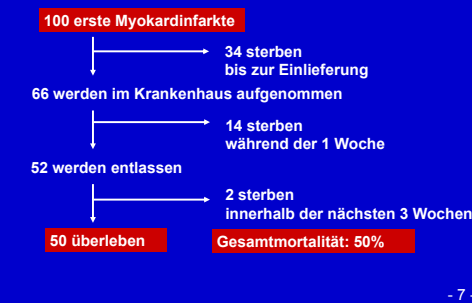 100 erste Myokardinfarkte
34 sterben
bis zur Einlieferung
66 werden im Krankenhaus aufgenommen
14 sterben
während der 1 Woche
52 werden entlassen
2 sterben
innerhalb der nächsten 3 Wochen
50 überleben
Gesamtmortalität: 50%
- 7 -